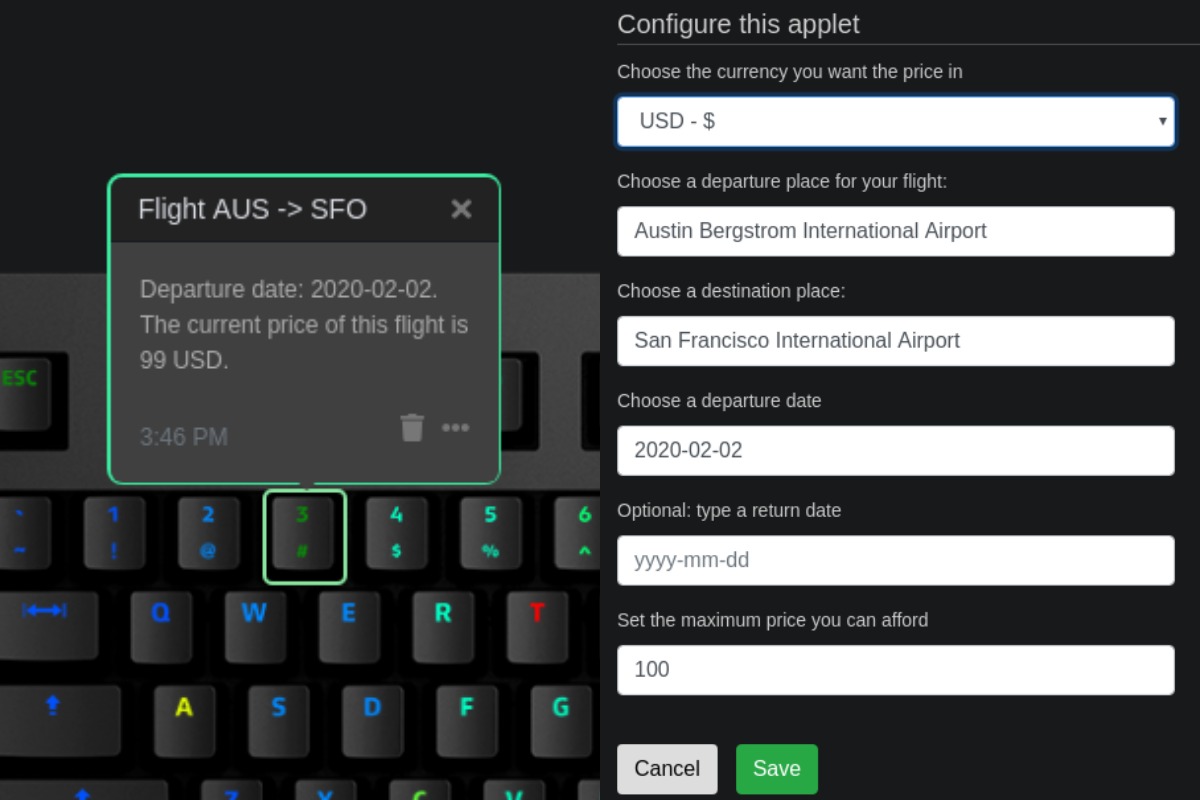 Flight AUS -> SFO
Departure date: 2020-02-02.
The current price of this flight is
99 USD.
3:46 PM
ESC
` 1 2 3 4 5 6
~ ! @ # $ % ^
Q W E R T
A S D F G
Z X C V
Configure this applet
Choose the currency you want the price in
USD - $
Choose a departure place for your flight:
Austin Bergstrom International Airport
Choose a destination place:
San Francisco International Airport
Choose a departure date
2020-02-02
Optional: type a return date
yyyy-mm-dd
Set the maximum price you can afford
100
Cancel Save